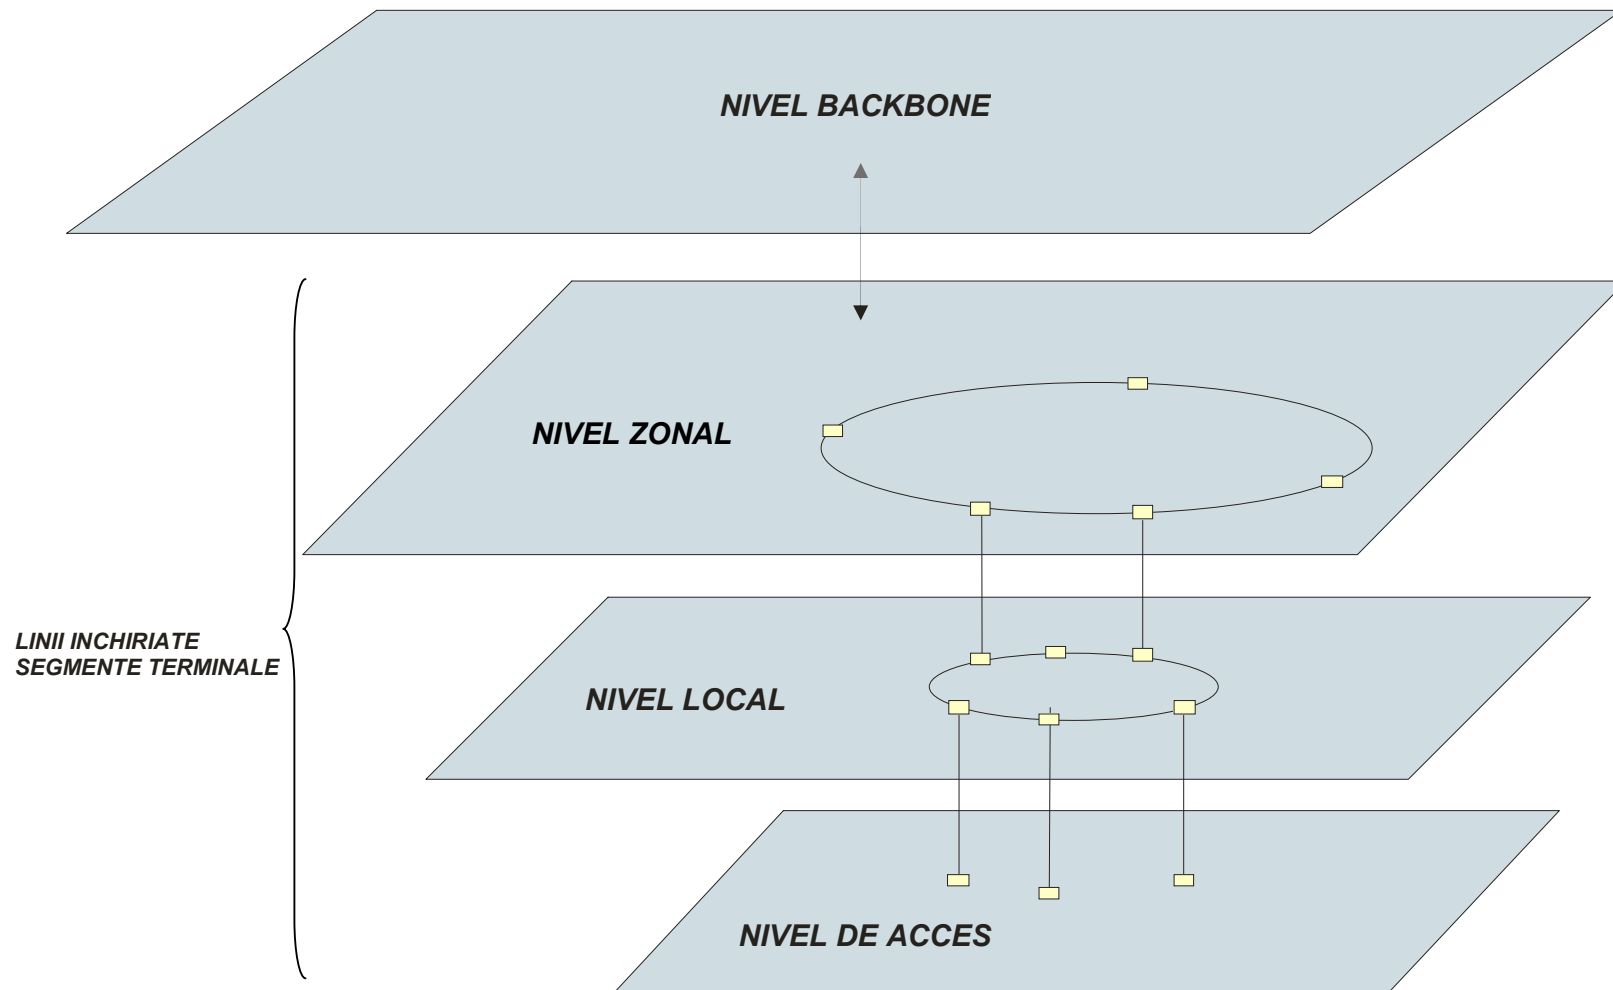 NIVEL BACKBONE
NIVEL ZONAL
LINII INCHIRIATE
SEGMENTE TERMINALE
NIVEL LOCAL
NIVEL DE ACCES